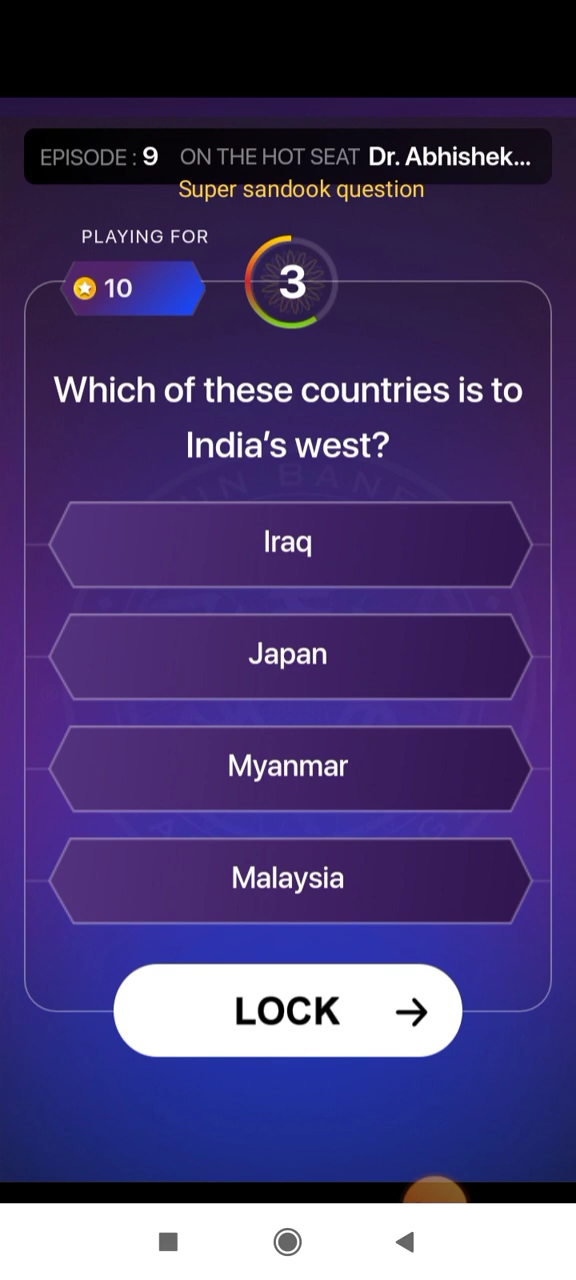 EPISODE : 9 ON THE HOT SEAT Dr. Abhishek...
Super sandook question
PLAYING FOR
10
3
Which of these countries is to
India's west?
Iraq
Japan
Myanmar
Malaysia
LOCK